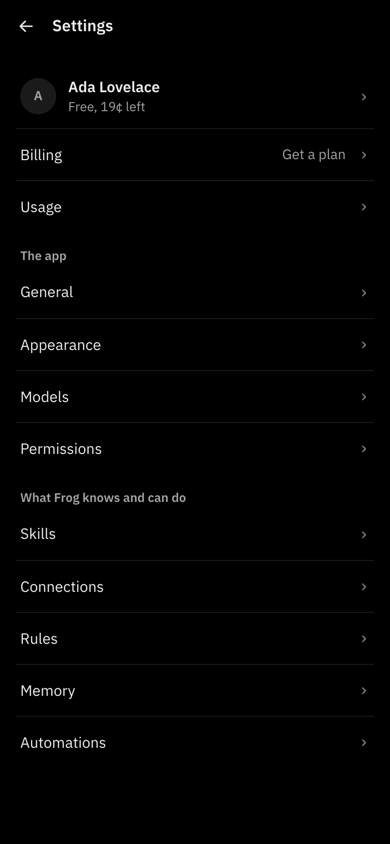 Settings
A
Ada Lovelace
Free, 19¢ left
Billing
Get a plan
Usage
The app
General
Appearance
Models
Permissions
What Frog knows and can do
Skills
Connections
Rules
Memory
Automations